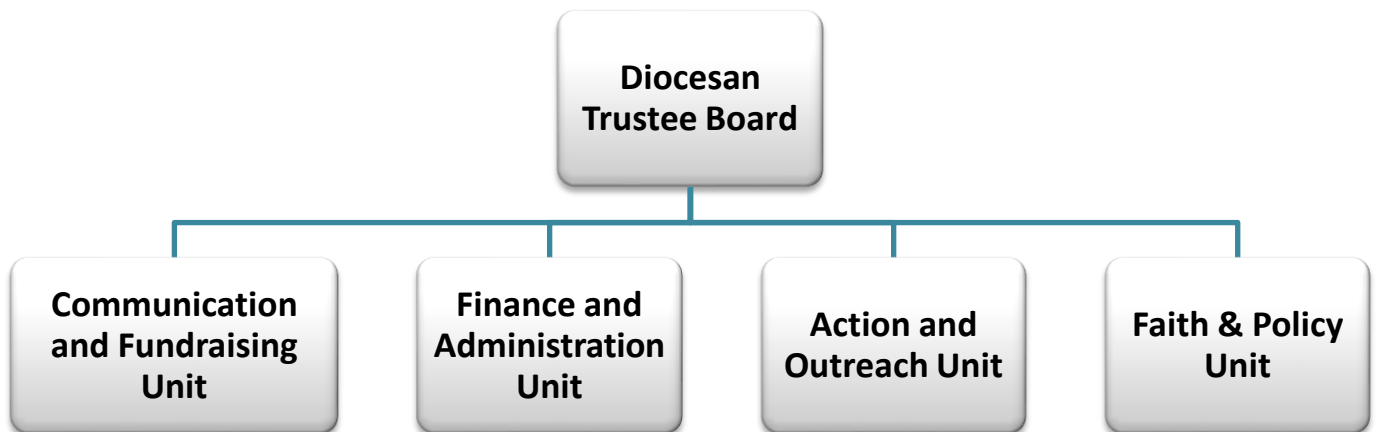 Diocesan
Trustee Board
Communication
and Fundraising
Unit
Finance and
Administration
Unit
Action and
Outreach Unit
Faith & Policy
Unit